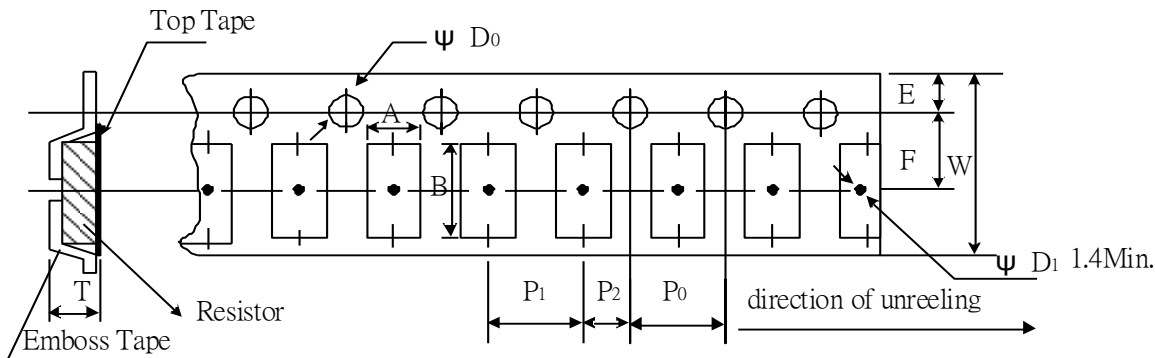 Top Tape
Ψ D₀
E
A
F
W
B
Ψ D₁ 1.4Min.
T
P₁
P₂
P₀
direction of unreeling
Resistor
Emboss Tape